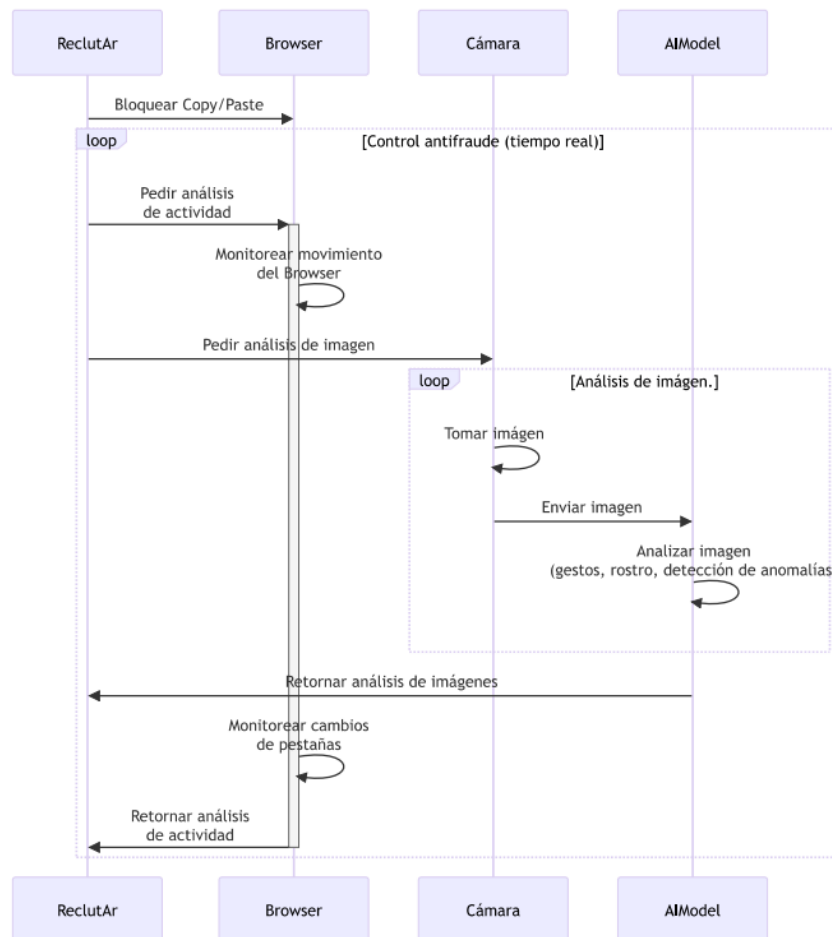 ReclutAr
Browser
Cámara
AIModel
Bloquear Copy/Paste
loop
[Control antifraude (tiempo real)]
Pedir análisis
de actividad
Monitorear movimiento
del Browser
Pedir análisis de imagen
loop
[Análisis de imágen.]
Tomar imágen
Enviar imagen
Analizar imagen
(gestos, rostro, detección de anomalías
Retornar análisis de imágenes
Monitorear cambios
de pestañas
Retornar análisis
de actividad
ReclutAr
Browser
Cámara
AIModel